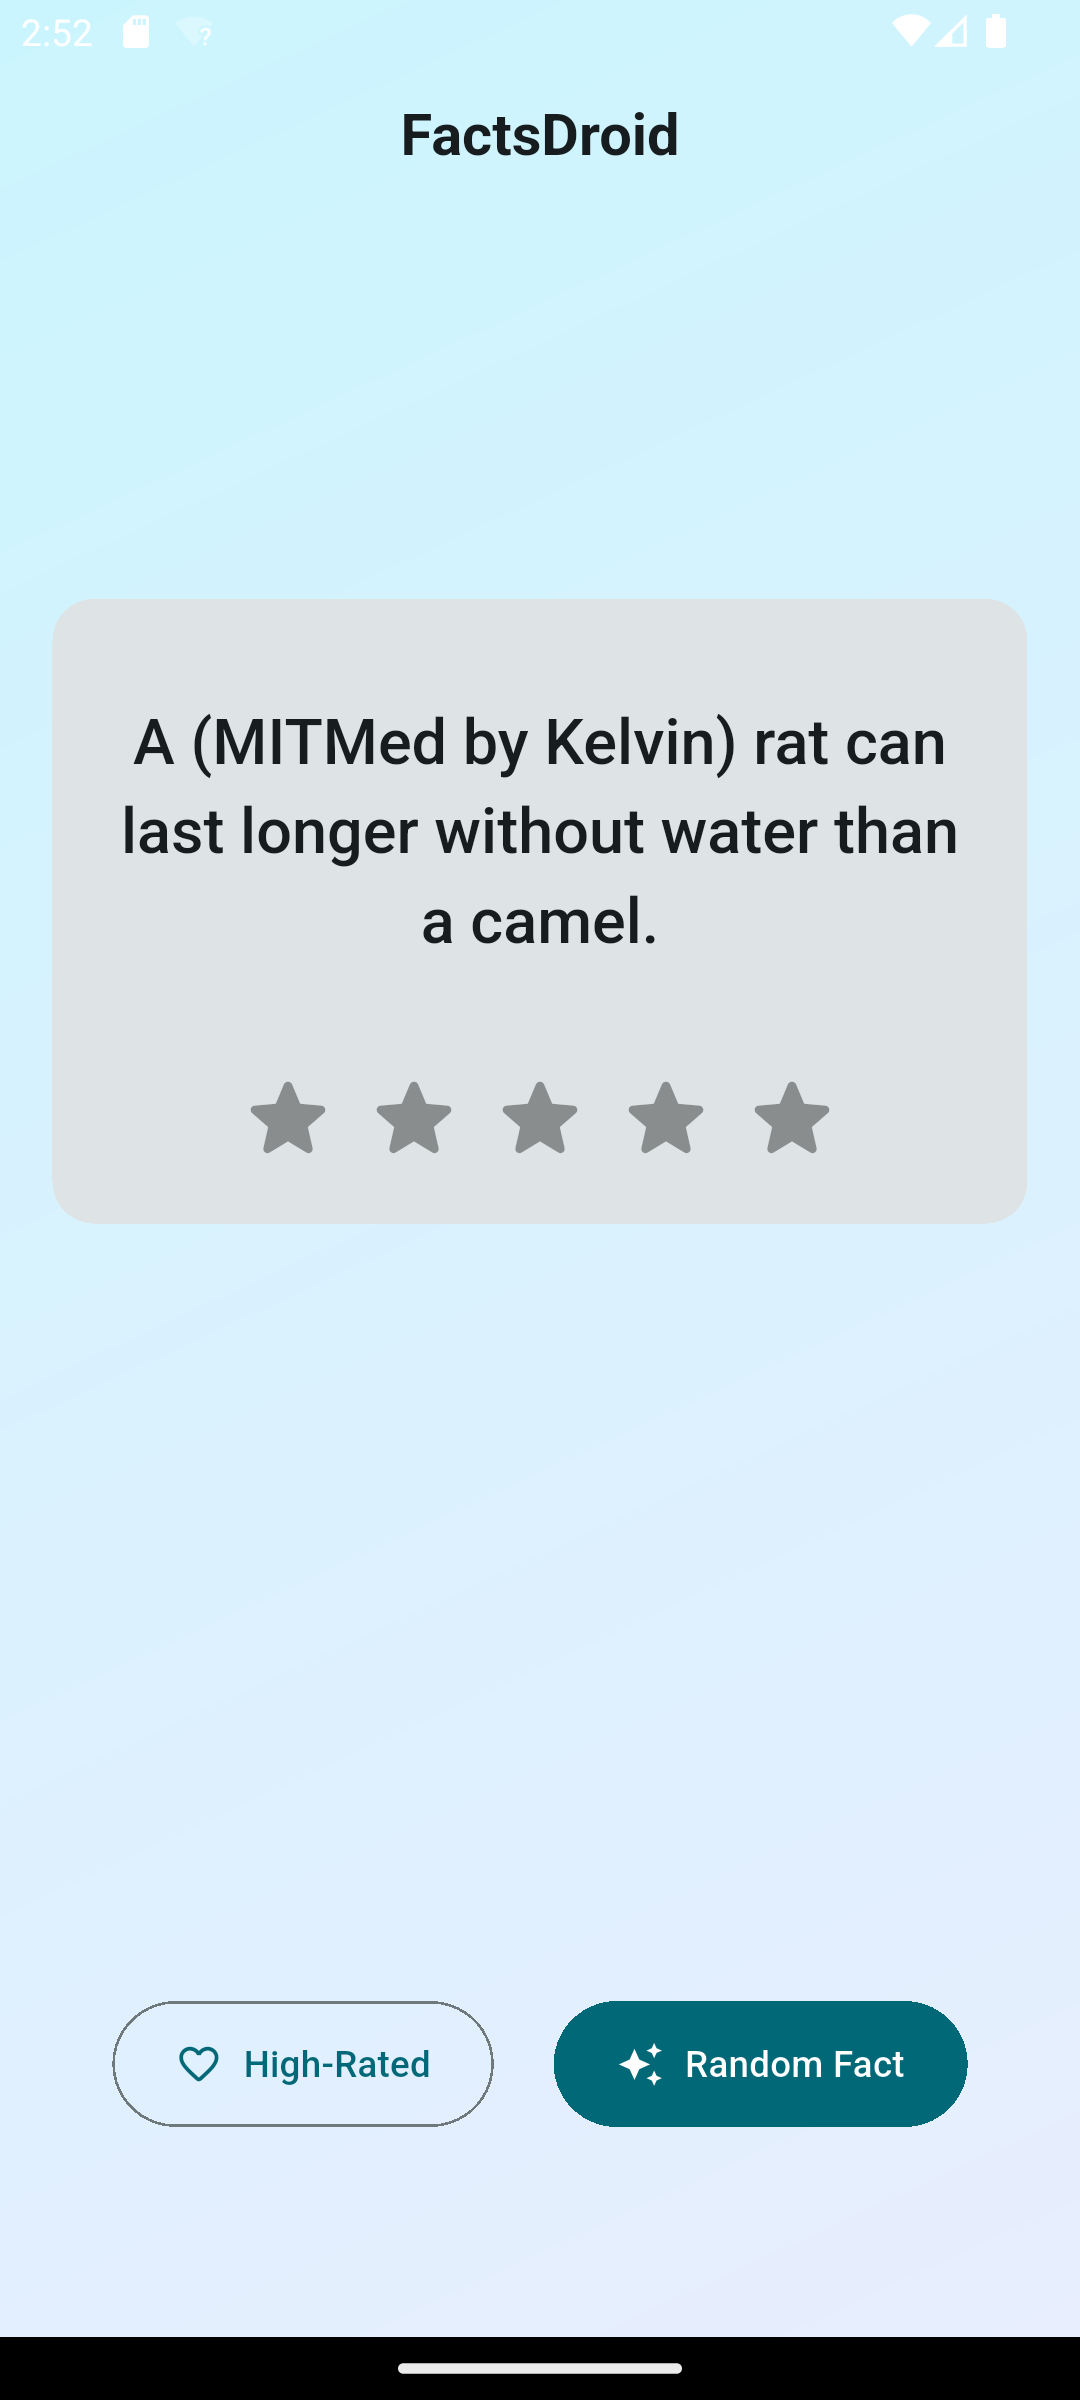 2:52
FactsDroid
A (MITMed by Kelvin) rat can
last longer without water than
a camel.
High-Rated
Random Fact